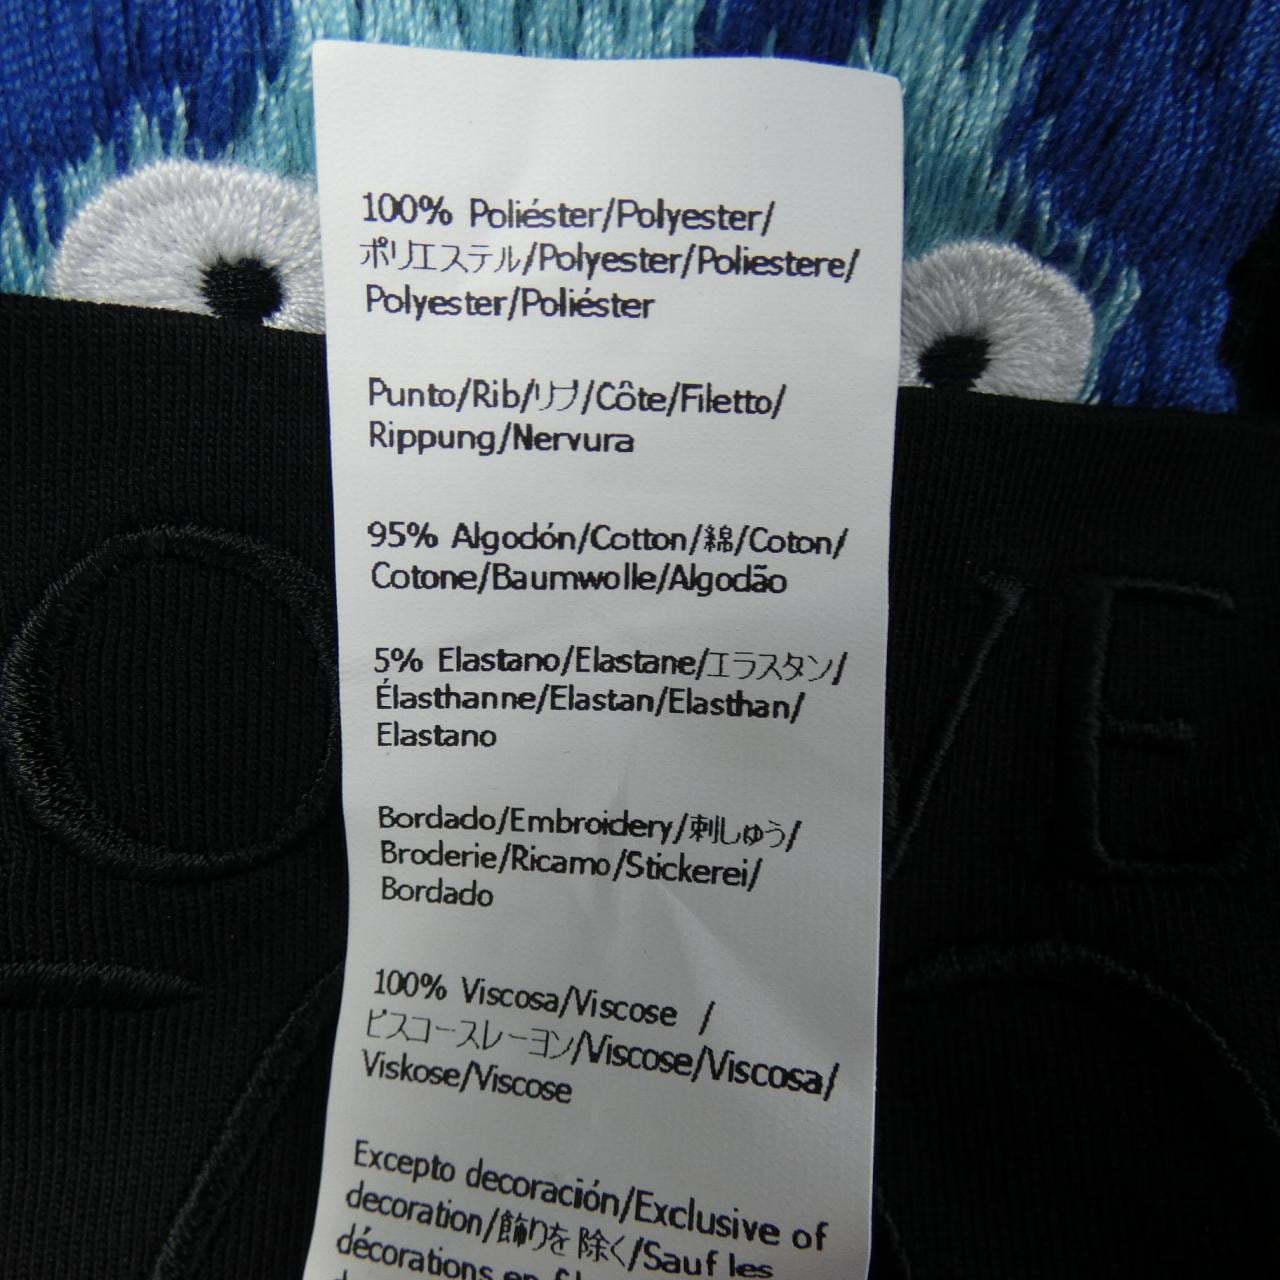 100% Poliéster/Polyester/
ポリエステル/Polyester/Poliestere/
Polyester/Poliéster
Punto/Rib/リブ/Côte/Filetto/
Rippung/Nervura
95% Algodón/Cotton/綿/Coton/
Cotone/Baumwolle/Algodão
5% Elastano/Elastane/エラスタン/
Élasthanne/Elastan/Elasthan/
Elastano
Bordado/Embroidery/刺しゅう/
Broderie/Ricamo/Stickerei/
Bordado
100% Viscosa/Viscose /
ビスコースレーヨン/Viscose/Viscosa/
Viskose/Viscose
Excepto decoración/Exclusive of
decoration/飾りを除く/Sauf les
décorations en
O VE